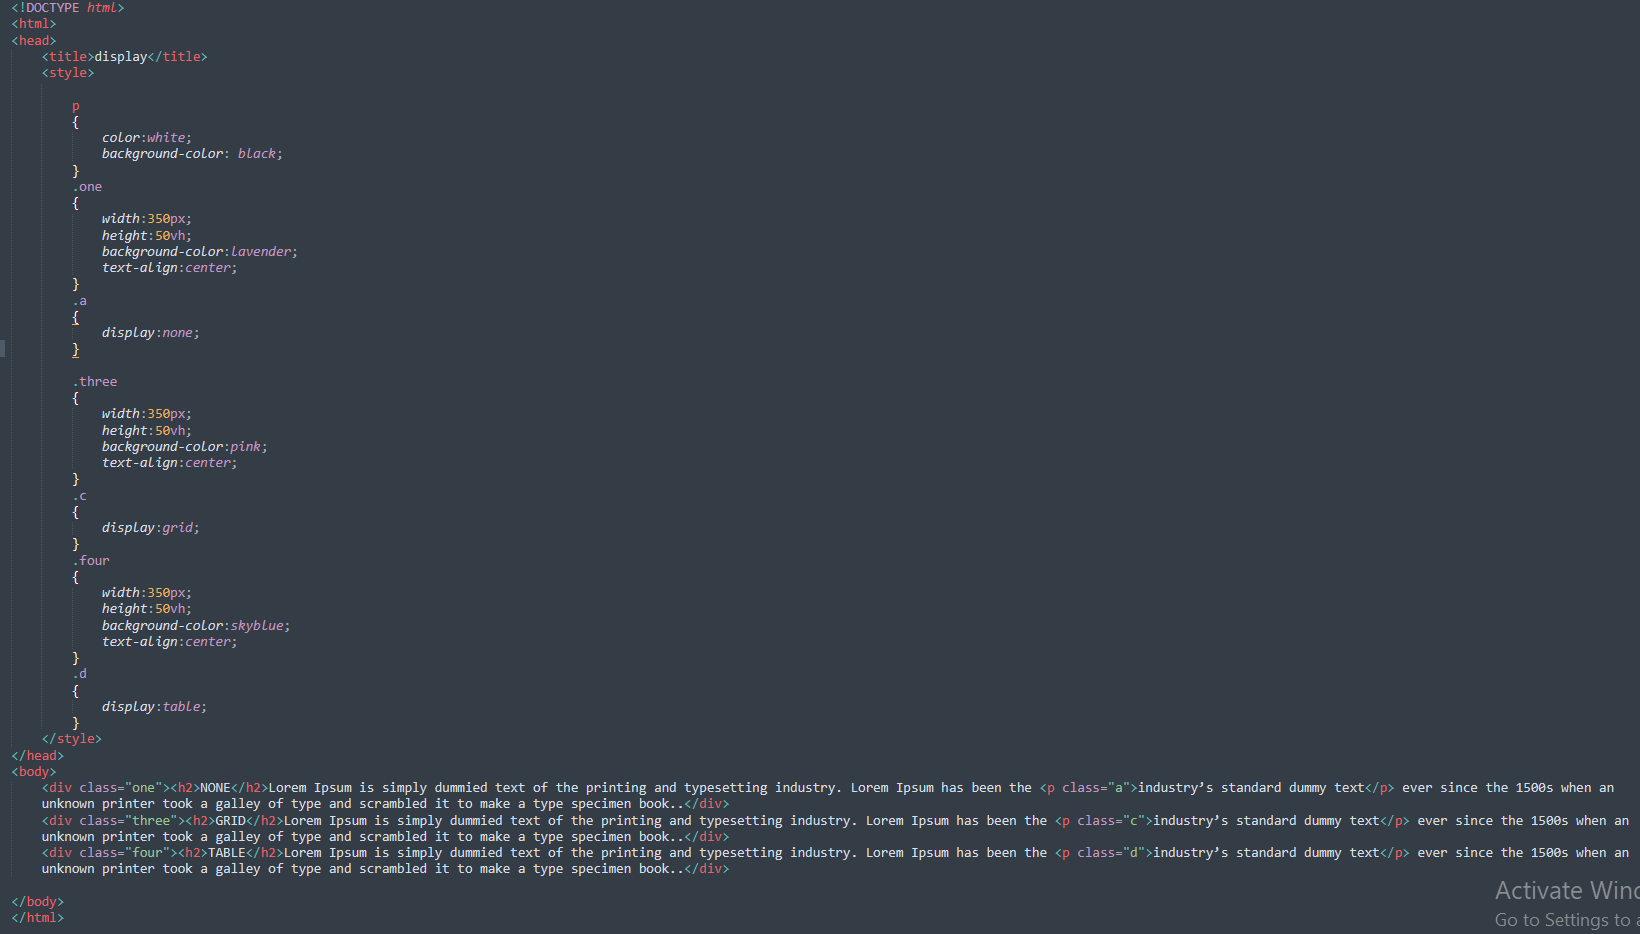 <!DOCTYPE html>
<html>
<head>
    <title>display</title>
    <style>

        p
        {
            color:white;
            background-color: black;
        }
        .one
        {
            width:350px;
            height:50vh;
            background-color:lavender;
            text-align:center;
        }
        .a
        {
            display:none;
        }

        .three
        {
            width:350px;
            height:50vh;
            background-color:pink;
            text-align:center;
        }
        .c
        {
            display:grid;
        }
        .four
        {
            width:350px;
            height:50vh;
            background-color:skyblue;
            text-align:center;
        }
        .d
        {
            display:table;
        }
    </style>
</head>
<body>
    <div class="one"><h2>NONE</h2>Lorem Ipsum is simply dummied text of the printing and typesetting industry. Lorem Ipsum has been the <p class="a">industry’s standard dummy text</p> ever since the 1500s when an
    unknown printer took a galley of type and scrambled it to make a type specimen book..</div>
    <div class="three"><h2>GRID</h2>Lorem Ipsum is simply dummied text of the printing and typesetting industry. Lorem Ipsum has been the <p class="c">industry’s standard dummy text</p> ever since the 1500s when an
    unknown printer took a galley of type and scrambled it to make a type specimen book..</div>
    <div class="four"><h2>TABLE</h2>Lorem Ipsum is simply dummied text of the printing and typesetting industry. Lorem Ipsum has been the <p class="d">industry’s standard dummy text</p> ever since the 1500s when an
    unknown printer took a galley of type and scrambled it to make a type specimen book..</div>

</body>
</html>
Activate Win
Go to Settings to